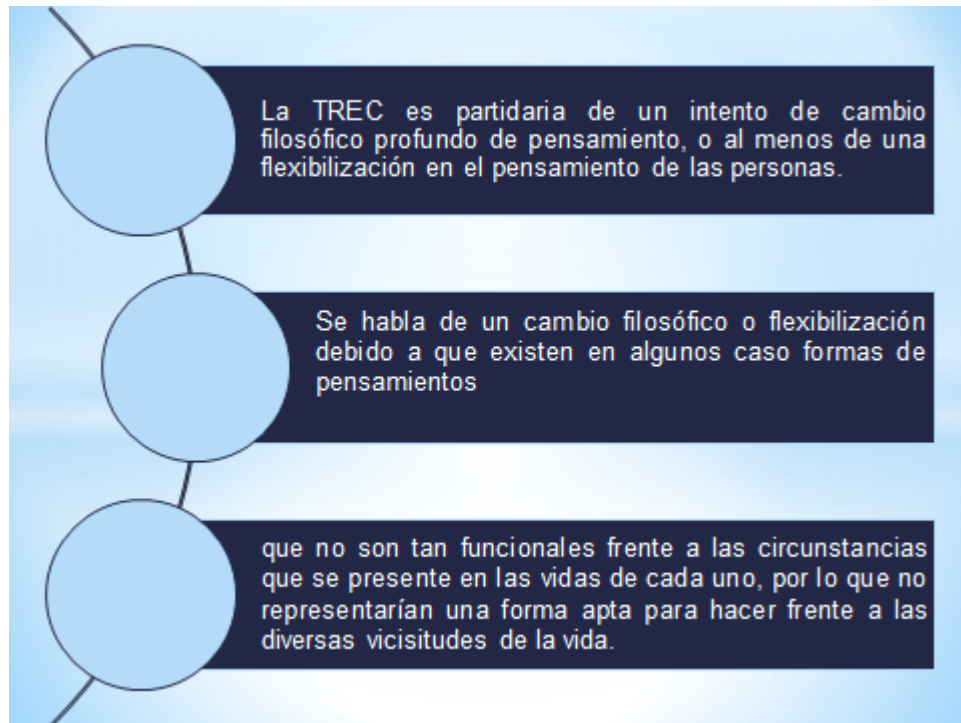 La TREC es partidaria de un intento de cambio
filosófico profundo de pensamiento, o al menos de una
flexibilización en el pensamiento de las personas.
Se habla de un cambio filosófico o flexibilización
debido a que existen en algunos caso formas de
pensamientos
que no son tan funcionales frente a las circunstancias
que se presente en las vidas de cada uno, por lo que no
representarían una forma apta para hacer frente a las
diversas vicisitudes de la vida.